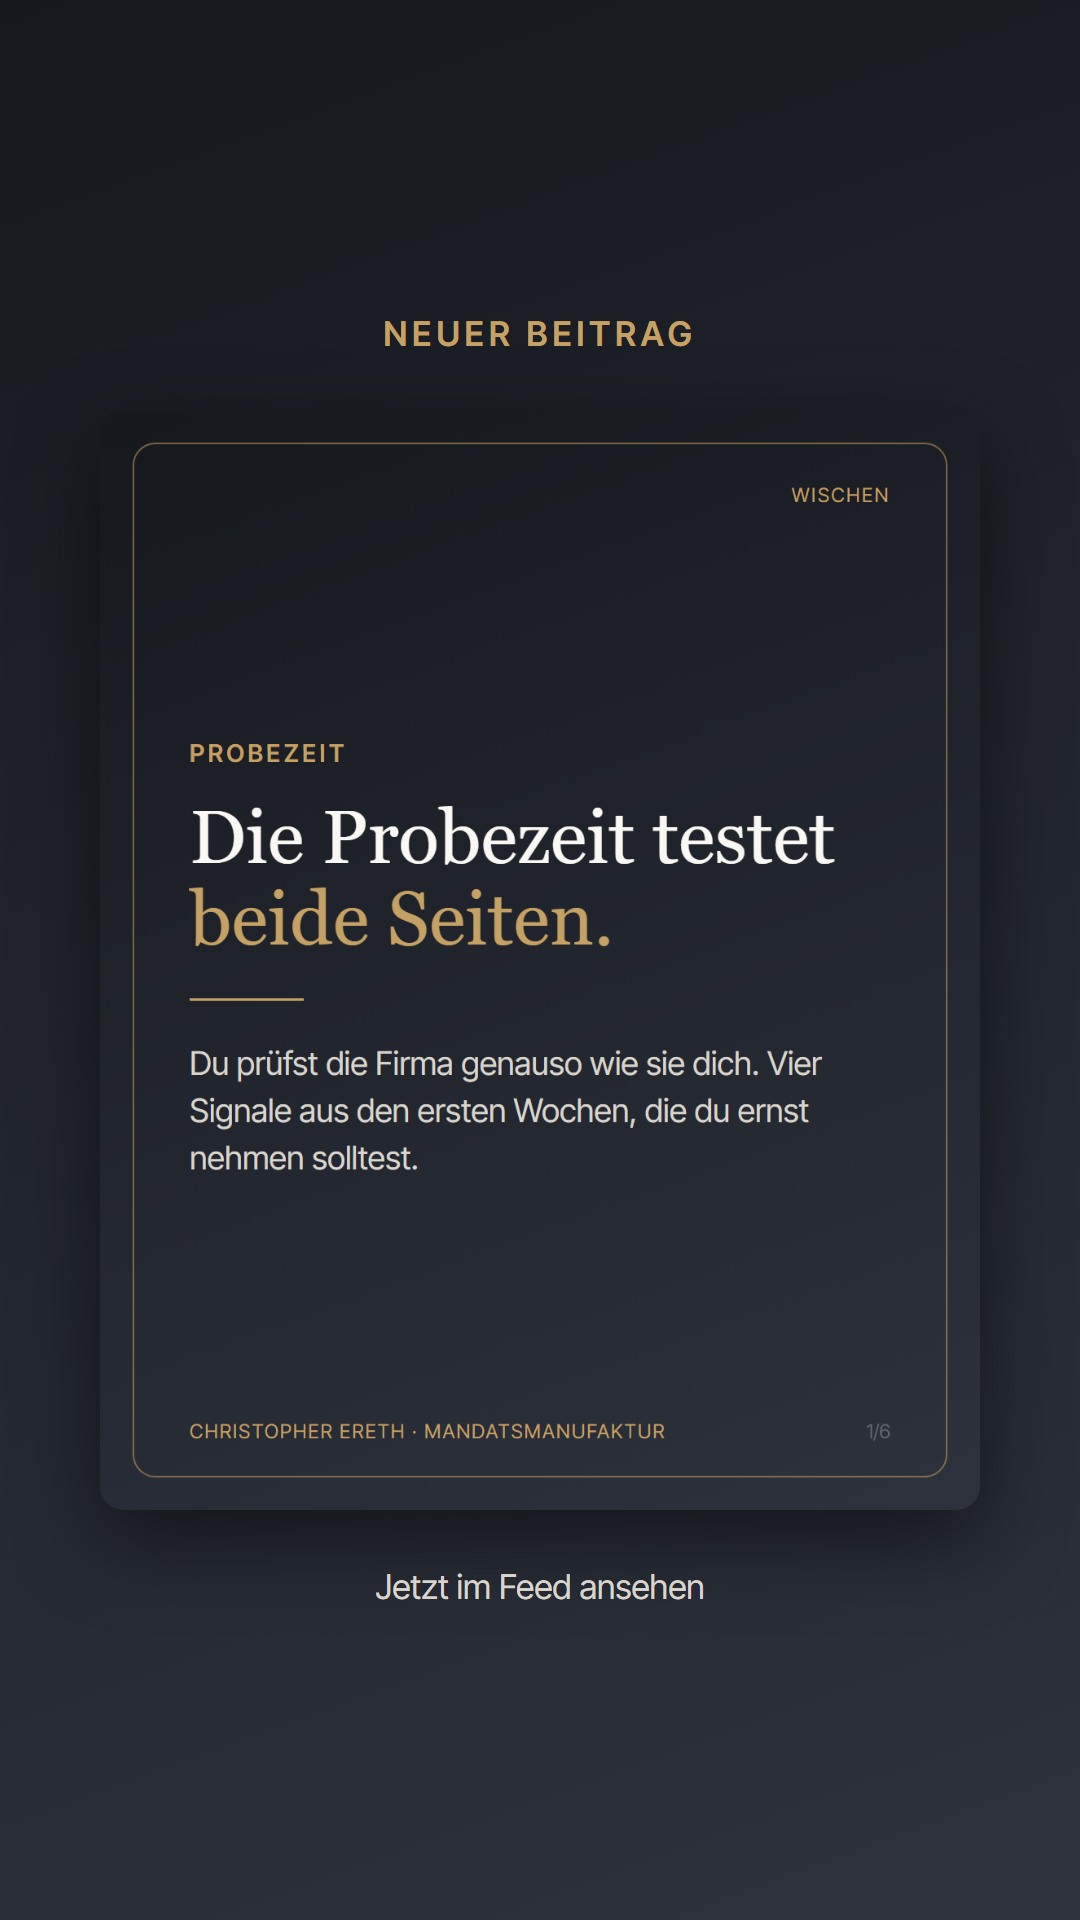 NEUER BEITRAG
WISCHEN
PROBEZEIT
Die Probezeit testet
beide Seiten.
Du prüfst die Firma genauso wie sie dich. Vier
Signale aus den ersten Wochen, die du ernst
nehmen solltest.
CHRISTOPHER ERETH · MANDATSMANUFAKTUR
1/6
Jetzt im Feed ansehen